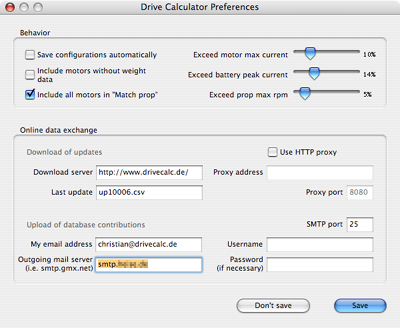 Drive Calculator Preferences
Behavior
Save configurations automatically
Exceed motor max current 10%
Include motors without weight
data
Exceed battery peak current 14%
Include all motors in "Match prop"
Exceed prop max rpm 5%
Online data exchange
Download of updates
Use HTTP proxy
Download server http://www.drivecalc.de/
Proxy address
Last update up10006.csv
Proxy port 8080
Upload of database contributions
SMTP port 25
My email address christian@drivecalc.de
Username
Outgoing mail server
(i.e. smtp.gmx.net)
smtp.
Password
(if necessary)
Don't save
Save